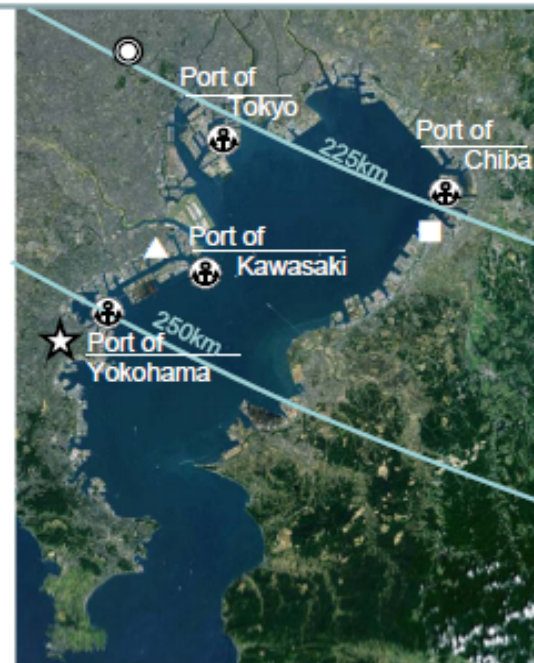 Port of
Tokyo
Port of
Chiba
225km
Port of
Kawasaki
250km
Port of
Yokohama